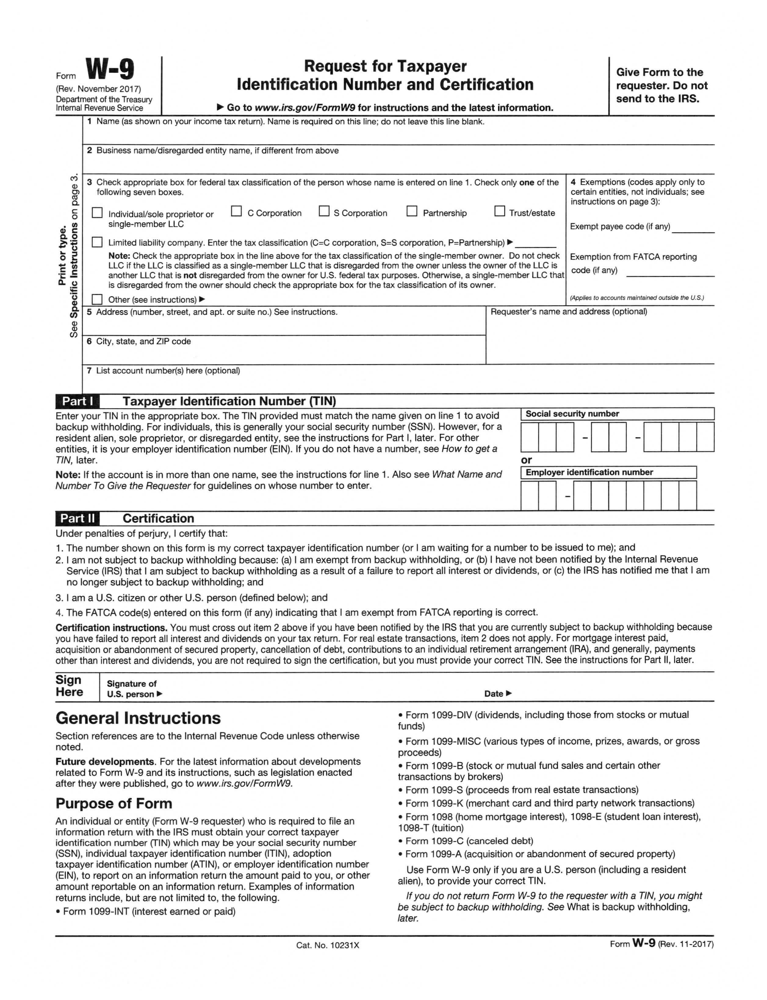 Form W-9
(Rev. November 2017)
Department of the Treasury
Internal Revenue Service
Request for Taxpayer
Identification Number and Certification
▶ Go to www.irs.gov/FormW9 for instructions and the latest information.
Give Form to the
requester. Do not
send to the IRS.
Print or type.
See Specific Instructions on page 3.
1 Name (as shown on your income tax return). Name is required on this line; do not leave this line blank.
2 Business name/disregarded entity name, if different from above
3 Check appropriate box for federal tax classification of the person whose name is entered on line 1. Check only one of the
following seven boxes.
Individual/sole proprietor or
single-member LLC
C Corporation
S Corporation
Partnership
Trust/estate
Limited liability company. Enter the tax classification (C=C corporation, S=S corporation, P=Partnership) ▶
Note: Check the appropriate box in the line above for the tax classification of the single-member owner. Do not check
LLC if the LLC is classified as a single-member LLC that is disregarded from the owner unless the owner of the LLC is
another LLC that is not disregarded from the owner for U.S. federal tax purposes. Otherwise, a single-member LLC that
is disregarded from the owner should check the appropriate box for the tax classification of its owner.
Other (see instructions) ▶
4 Exemptions (codes apply only to
certain entities, not individuals; see
instructions on page 3):
Exempt payee code (if any)
Exemption from FATCA reporting
code (if any)
(Applies to accounts maintained outside the U.S.)
5 Address (number, street, and apt. or suite no.) See instructions.
Requester's name and address (optional)
6 City, state, and ZIP code
7 List account number(s) here (optional)
Part I Taxpayer Identification Number (TIN)
Enter your TIN in the appropriate box. The TIN provided must match the name given on line 1 to avoid
backup withholding. For individuals, this is generally your social security number (SSN). However, for a
resident alien, sole proprietor, or disregarded entity, see the instructions for Part I, later. For other
entities, it is your employer identification number (EIN). If you do not have a number, see How to get a
TIN, later.
Note: If the account is in more than one name, see the instructions for line 1. Also see What Name and
Number To Give the Requester for guidelines on whose number to enter.
Social security number
– –
or
Employer identification number
–
Part II Certification
Under penalties of perjury, I certify that:
1. The number shown on this form is my correct taxpayer identification number (or I am waiting for a number to be issued to me); and
2. I am not subject to backup withholding because: (a) I am exempt from backup withholding, or (b) I have not been notified by the Internal Revenue
Service (IRS) that I am subject to backup withholding as a result of a failure to report all interest or dividends, or (c) the IRS has notified me that I am
no longer subject to backup withholding; and
3. I am a U.S. citizen or other U.S. person (defined below); and
4. The FATCA code(s) entered on this form (if any) indicating that I am exempt from FATCA reporting is correct.
Certification instructions. You must cross out item 2 above if you have been notified by the IRS that you are currently subject to backup withholding because
you have failed to report all interest and dividends on your tax return. For real estate transactions, item 2 does not apply. For mortgage interest paid,
acquisition or abandonment of secured property, cancellation of debt, contributions to an individual retirement arrangement (IRA), and generally, payments
other than interest and dividends, you are not required to sign the certification, but you must provide your correct TIN. See the instructions for Part II, later.
Sign
Here
Signature of
U.S. person ▶
Date ▶
General Instructions
Section references are to the Internal Revenue Code unless otherwise
noted.
Future developments. For the latest information about developments
related to Form W-9 and its instructions, such as legislation enacted
after they were published, go to www.irs.gov/FormW9.
Purpose of Form
An individual or entity (Form W-9 requester) who is required to file an
information return with the IRS must obtain your correct taxpayer
identification number (TIN) which may be your social security number
(SSN), individual taxpayer identification number (ITIN), adoption
taxpayer identification number (ATIN), or employer identification number
(EIN), to report on an information return the amount paid to you, or other
amount reportable on an information return. Examples of information
returns include, but are not limited to, the following.
• Form 1099-INT (interest earned or paid)
• Form 1099-DIV (dividends, including those from stocks or mutual
funds)
• Form 1099-MISC (various types of income, prizes, awards, or gross
proceeds)
• Form 1099-B (stock or mutual fund sales and certain other
transactions by brokers)
• Form 1099-S (proceeds from real estate transactions)
• Form 1099-K (merchant card and third party network transactions)
• Form 1098 (home mortgage interest), 1098-E (student loan interest),
1098-T (tuition)
• Form 1099-C (canceled debt)
• Form 1099-A (acquisition or abandonment of secured property)
Use Form W-9 only if you are a U.S. person (including a resident
alien), to provide your correct TIN.
If you do not return Form W-9 to the requester with a TIN, you might
be subject to backup withholding. See What is backup withholding,
later.
Cat. No. 10231X
Form W-9 (Rev. 11-2017)